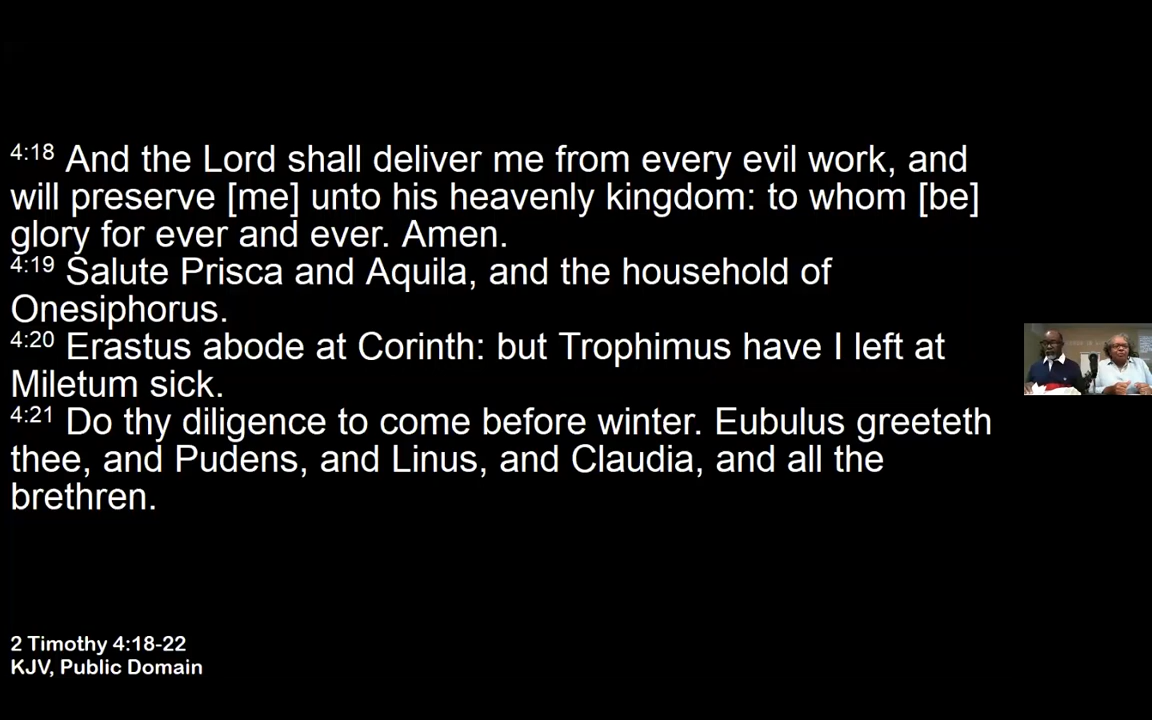 4:18 And the Lord shall deliver me from every evil work, and
will preserve [me] unto his heavenly kingdom: to whom [be]
glory for ever and ever. Amen.
4:19 Salute Prisca and Aquila, and the household of
Onesiphorus.
4:20 Erastus abode at Corinth: but Trophimus have I left at
Miletum sick.
4:21 Do thy diligence to come before winter. Eubulus greeteth
thee, and Pudens, and Linus, and Claudia, and all the
brethren.
2 Timothy 4:18-22
KJV, Public Domain